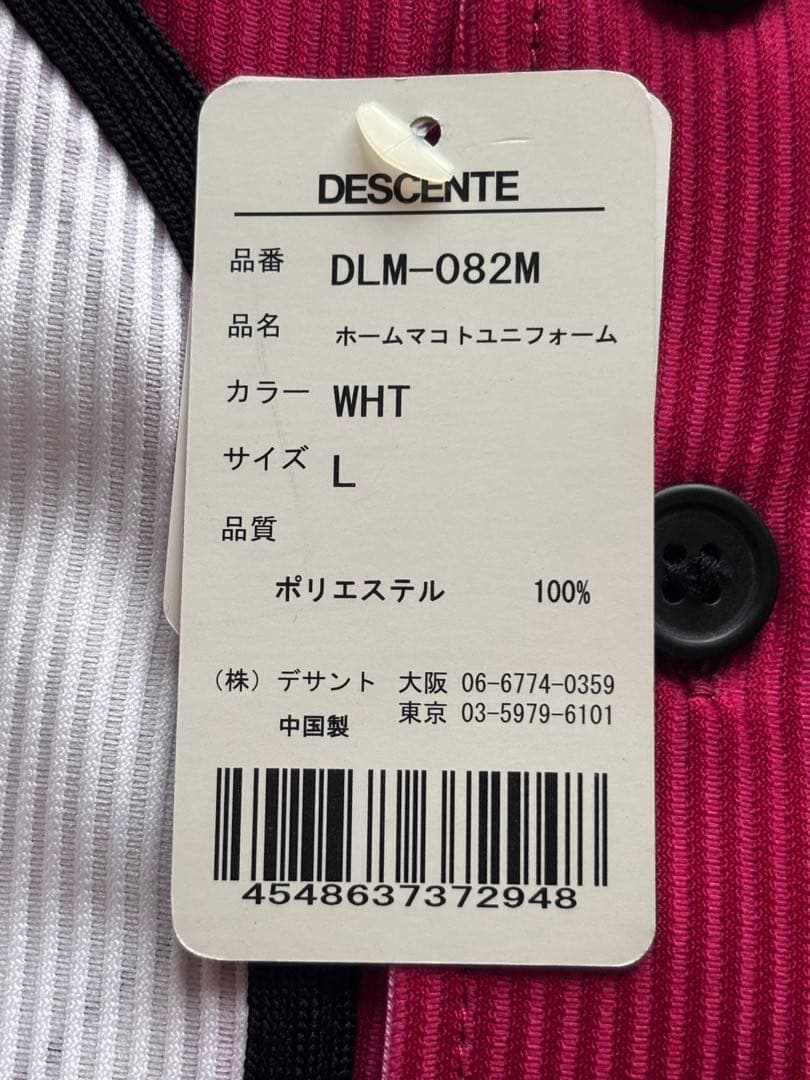 DESCENTE
品番 DLM-082M
品名 ホームマコトユニフォーム
カラー WHT
サイズ L
品質
ポリエステル 100%
(株) デサント 大阪 06-6774-0359
中国製 東京 03-5979-6101
4548637372948